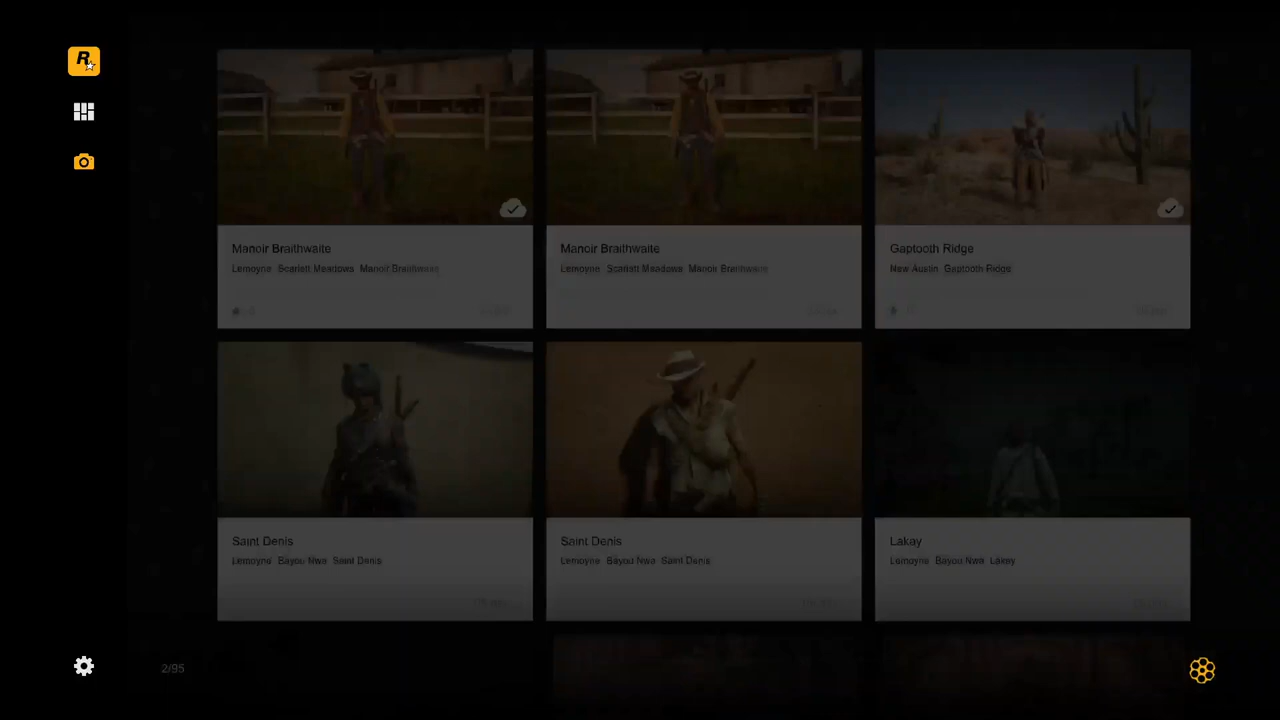 R
Manoir Braithwaite
Lemoyne Scarlett Meadows Manoir Braithwaite
Manoir Braithwaite
Lemoyne Scarlett Meadows Manoir Braithwaite
Gaptooth Ridge
New Austin Gaptooth Ridge
Saint Denis
Lemoyne Bayou Nwa Saint Denis
Saint Denis
Lemoyne Bayou Nwa Saint Denis
Lakay
Lemoyne Bayou Nwa Lakay
2/95